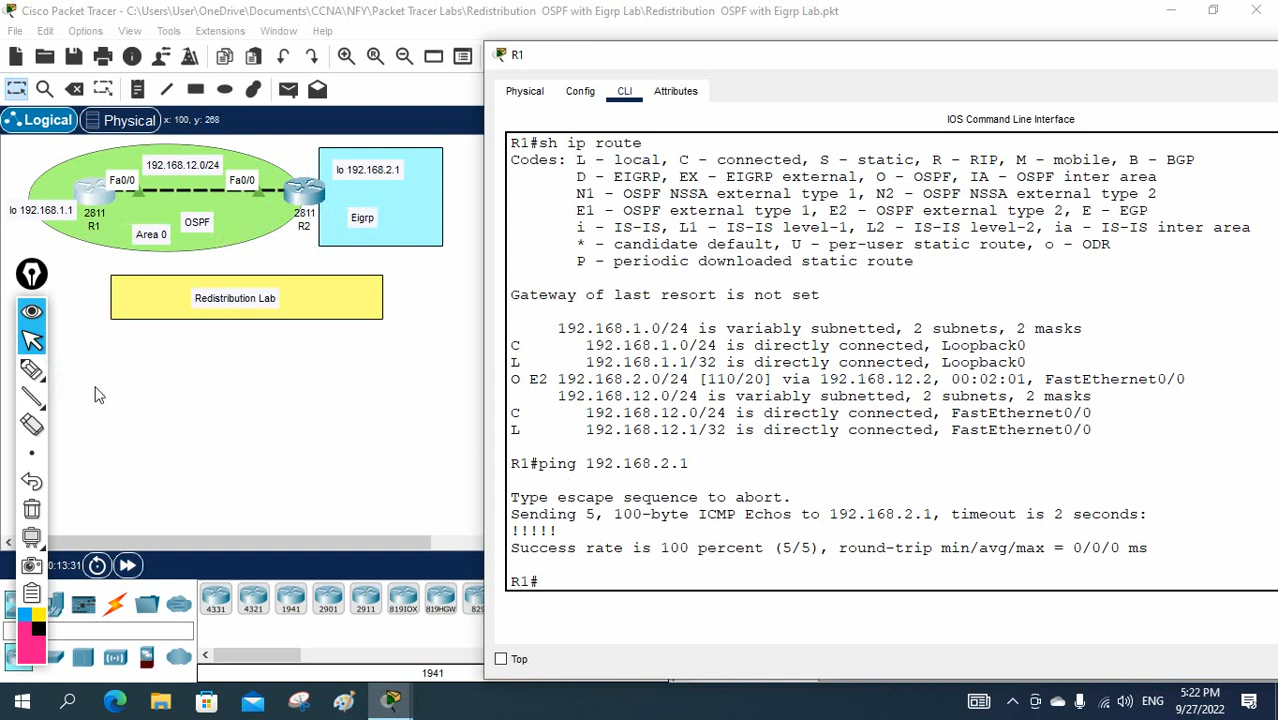 Cisco Packet Tracer - C:\Users\User\OneDrive\Documents\CCNA\NFY\Packet Tracer Labs\Redistribution OSPF with Eigrp Lab\Redistribution OSPF with Eigrp Lab.pkt
File Edit Options View Tools Extensions Window Help
Logical Physical x: 100, y: 268
192.168.12.0/24
Fa0/0 Fa0/0
lo 192.168.1.1
2811
R1
OSPF
Area 0
2811
R2
lo 192.168.2.1
Eigrp
Redistribution Lab
R1
Physical Config CLI Attributes
IOS Command Line Interface
R1#sh ip route
Codes: L - local, C - connected, S - static, R - RIP, M - mobile, B - BGP
D - EIGRP, EX - EIGRP external, O - OSPF, IA - OSPF inter area
N1 - OSPF NSSA external type 1, N2 - OSPF NSSA external type 2
E1 - OSPF external type 1, E2 - OSPF external type 2, E - EGP
i - IS-IS, L1 - IS-IS level-1, L2 - IS-IS level-2, ia - IS-IS inter area
* - candidate default, U - per-user static route, o - ODR
P - periodic downloaded static route
Gateway of last resort is not set
192.168.1.0/24 is variably subnetted, 2 subnets, 2 masks
C 192.168.1.0/24 is directly connected, Loopback0
L 192.168.1.1/32 is directly connected, Loopback0
O E2 192.168.2.0/24 [110/20] via 192.168.12.2, 00:02:01, FastEthernet0/0
192.168.12.0/24 is variably subnetted, 2 subnets, 2 masks
C 192.168.12.0/24 is directly connected, FastEthernet0/0
L 192.168.12.1/32 is directly connected, FastEthernet0/0
R1#ping 192.168.2.1
Type escape sequence to abort.
Sending 5, 100-byte ICMP Echos to 192.168.2.1, timeout is 2 seconds:
!!!!!
Success rate is 100 percent (5/5), round-trip min/avg/max = 0/0/0 ms
R1#
Top
0:13:31
4331 4321 1941 2901 2911 819IOX 819HGW 829
1941
ENG
5:22 PM
9/27/2022